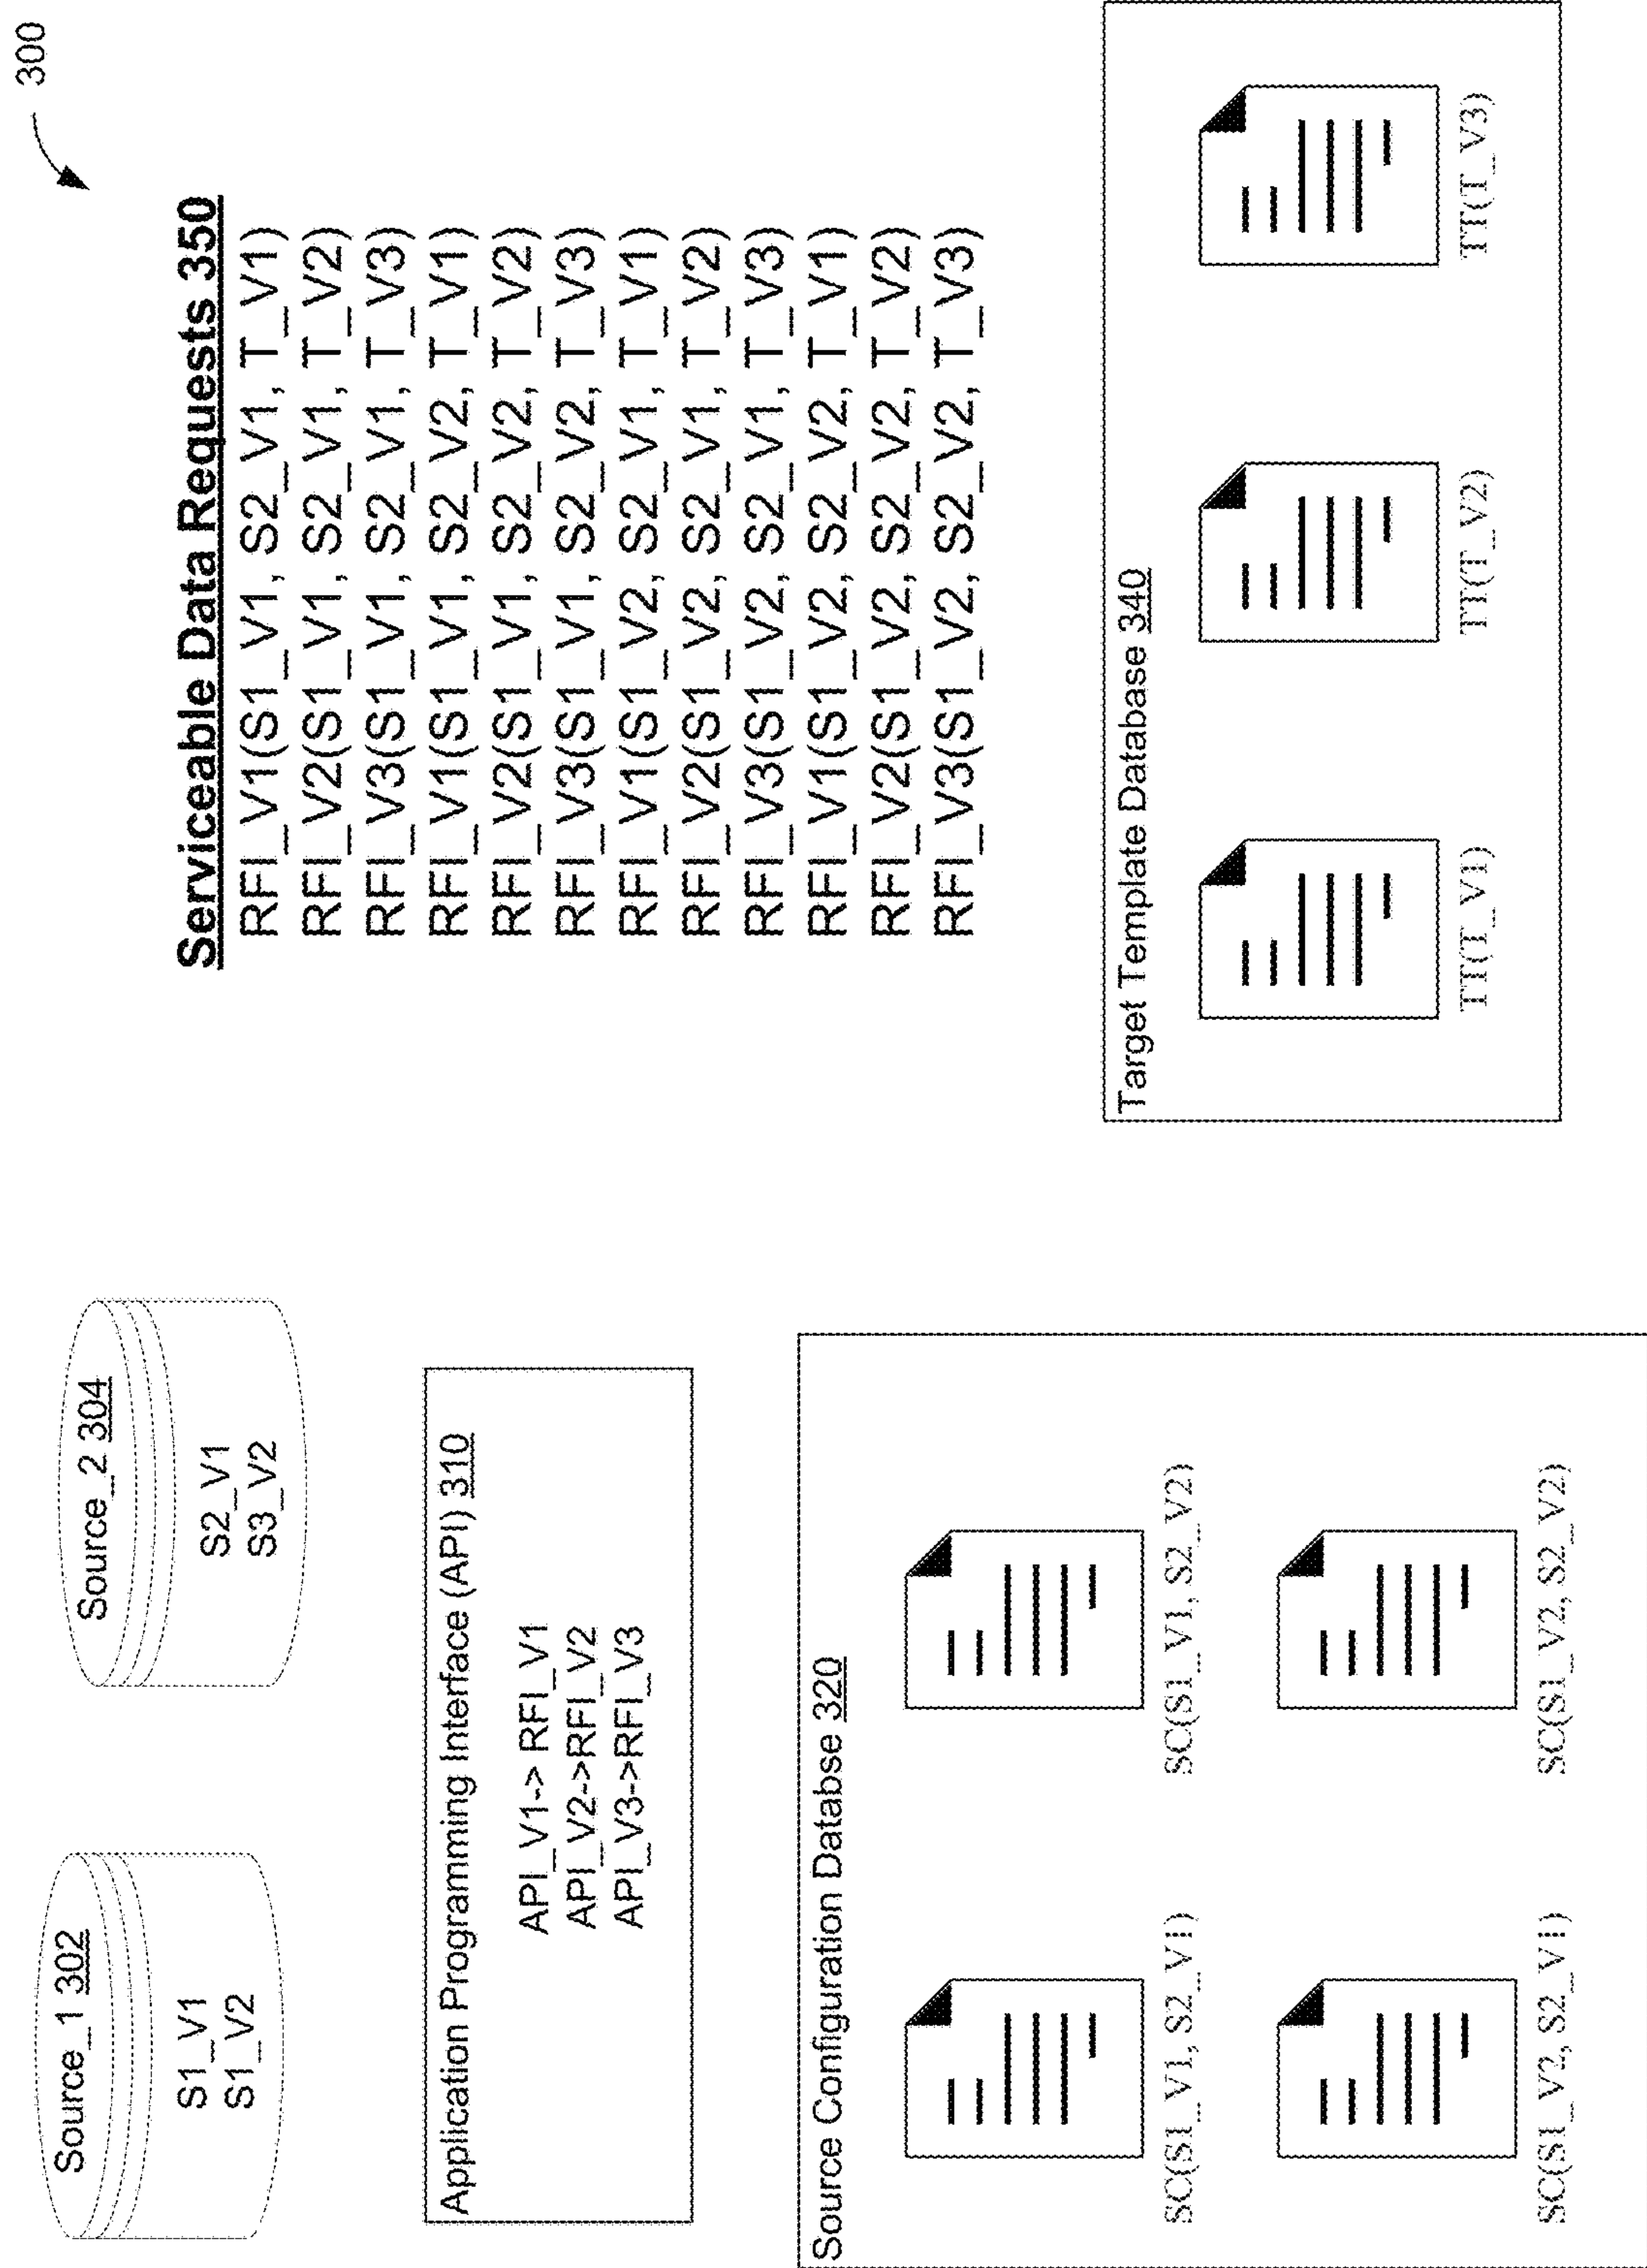 300
Source_1 302
S1_V1
S1_V2
Source_2 304
S2_V1
S3_V2
Application Programming Interface (API) 310
API_V1-> RFI_V1
API_V2->RFI_V2
API_V3->RFI_V3
Source Configuration Databse 320
SC(S1_V1, S2_V1)
SC(S1_V1, S2_V2)
SC(S1_V2, S2_V1)
SC(S1_V2, S2_V2)
Serviceable Data Requests 350
RFI_V1(S1_V1, S2_V1, T_V1)
RFI_V2(S1_V1, S2_V1, T_V2)
RFI_V3(S1_V1, S2_V1, T_V3)
RFI_V1(S1_V1, S2_V2, T_V1)
RFI_V2(S1_V1, S2_V2, T_V2)
RFI_V3(S1_V1, S2_V2, T_V3)
RFI_V1(S1_V2, S2_V1, T_V1)
RFI_V2(S1_V2, S2_V1, T_V2)
RFI_V3(S1_V2, S2_V1, T_V3)
RFI_V1(S1_V2, S2_V2, T_V1)
RFI_V2(S1_V2, S2_V2, T_V2)
RFI_V3(S1_V2, S2_V2, T_V3)
Target Template Database 340
TT(T_V1)
TT(T_V2)
TT(T_V3)